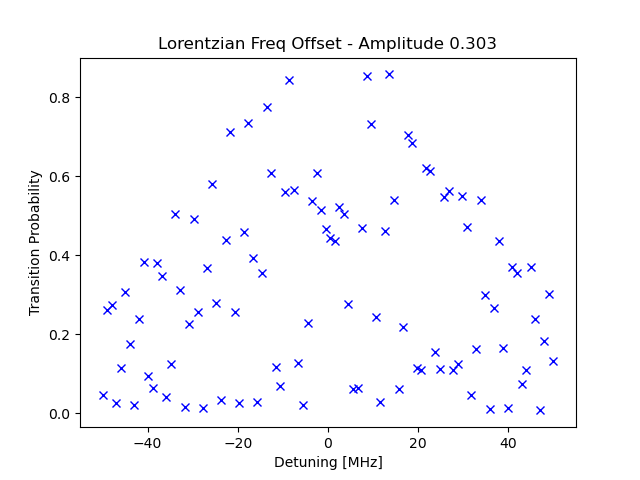 Lorentzian Freq Offset - Amplitude 0.303
0.8
0.6
0.4
0.2
0.0
Transition Probability
−40 −20 0 20 40
Detuning [MHz]